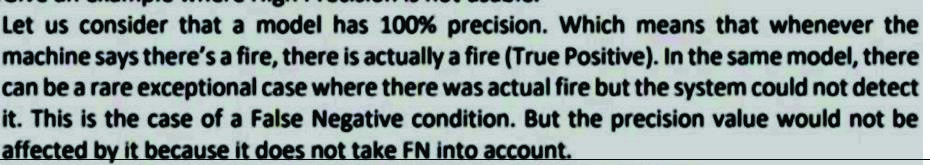 Let us consider that a model has 100% precision. Which means that whenever the
machine says there's a fire, there is actually a fire (True Positive). In the same model, there
can be a rare exceptional case where there was actual fire but the system could not detect
it. This is the case of a False Negative condition. But the precision value would not be
affected by it because it does not take FN into account.